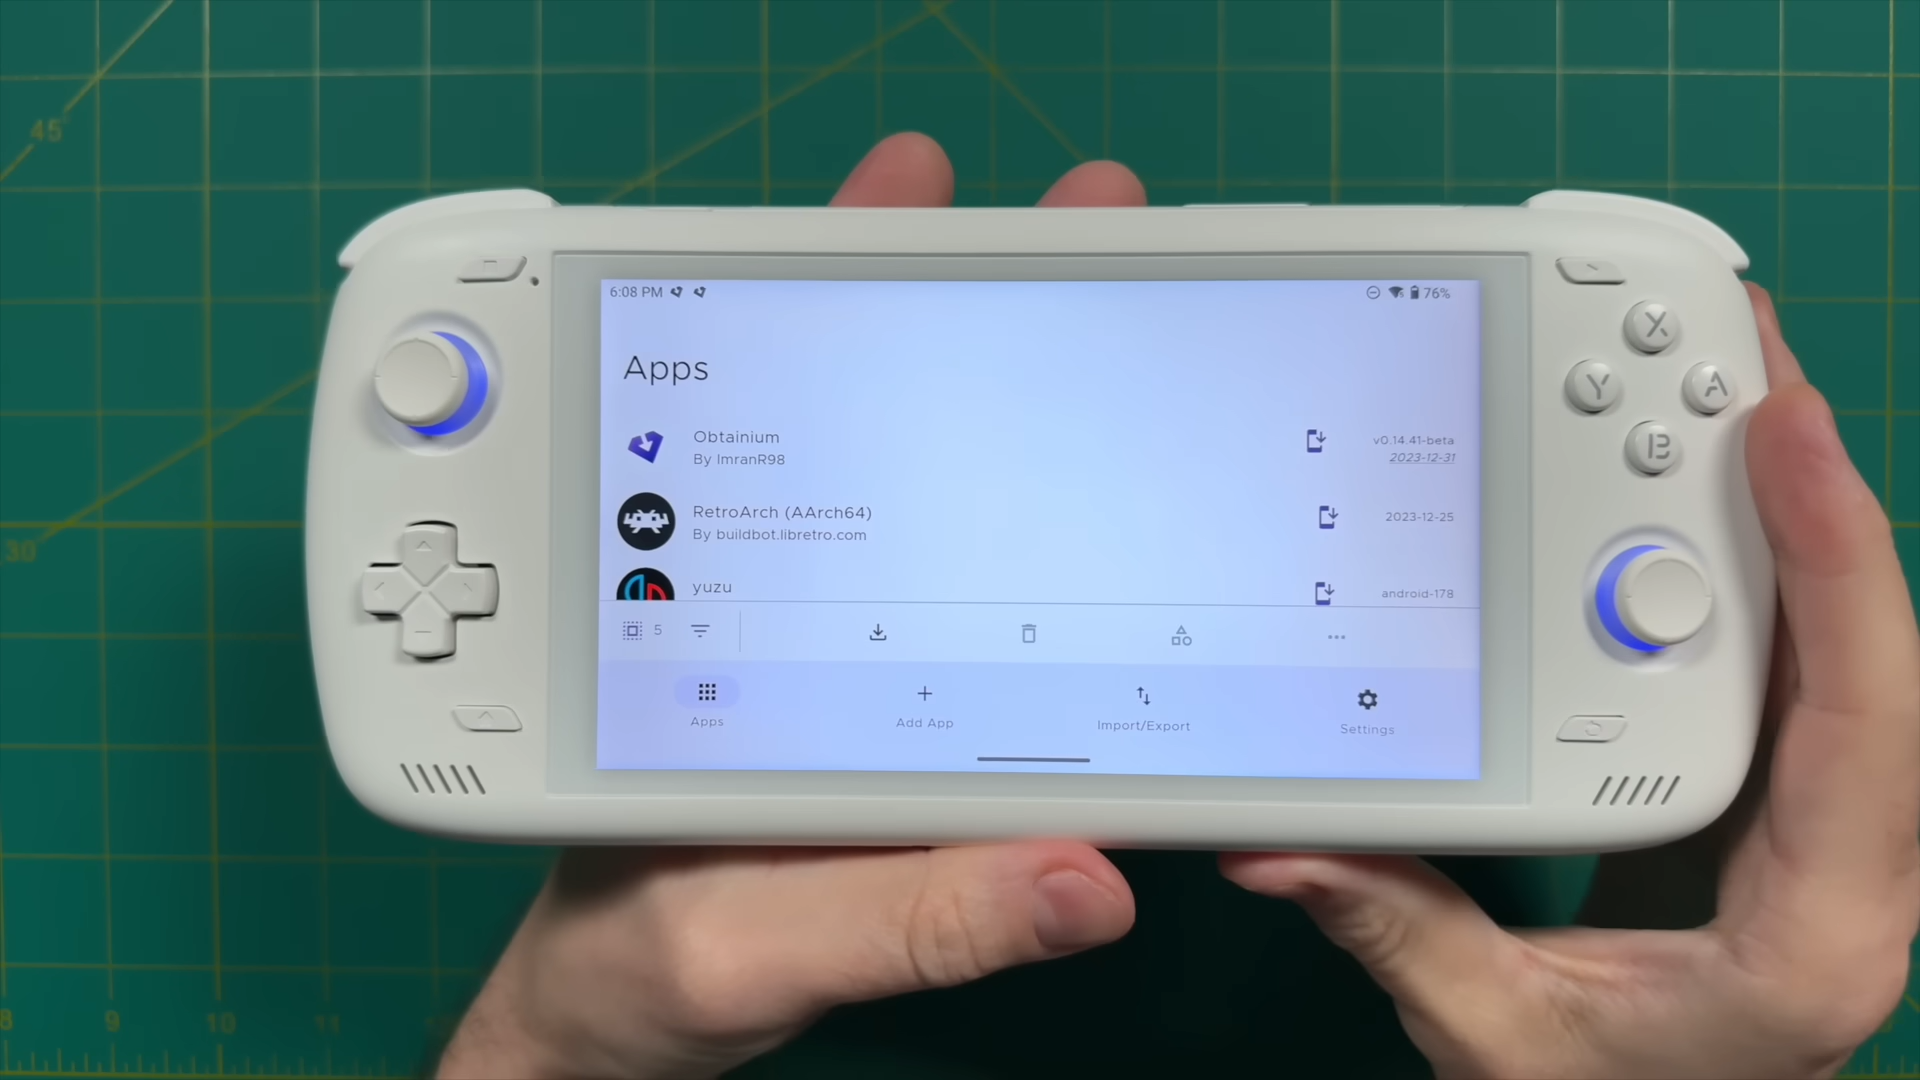 45
6:08 PM
76%
Apps
Obtainium
By ImranR98
v0.14.41-beta
2023-12-31
RetroArch (AArch64)
By buildbot.libretro.com
2023-12-25
yuzu
android-178
5
Apps
Add App
Import/Export
Settings
X
Y
A
B
30
8
9
10
11